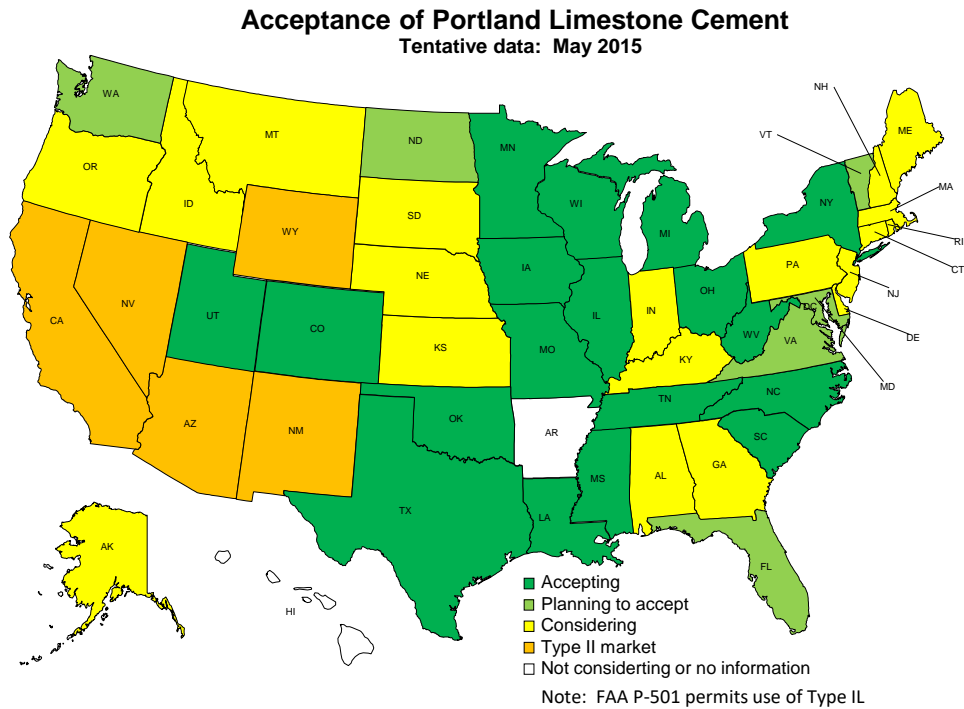 Acceptance of Portland Limestone Cement
Tentative data: May 2015
NH
WA
ME
MT
ND
MN
VT
OR
ID
SD
WI
MI
NY
MA
WY
RI
PA
CT
NE
IA
OH
NJ
NV
UT
CO
IL
IN
DC
CA
KS
MO
WV
VA
DE
KY
MD
TN
NC
AZ
NM
OK
AR
SC
MS
AL
GA
TX
LA
AK
FL
HI
Accepting
Planning to accept
Considering
Type II market
Not considerting or no information
Note: FAA P-501 permits use of Type IL